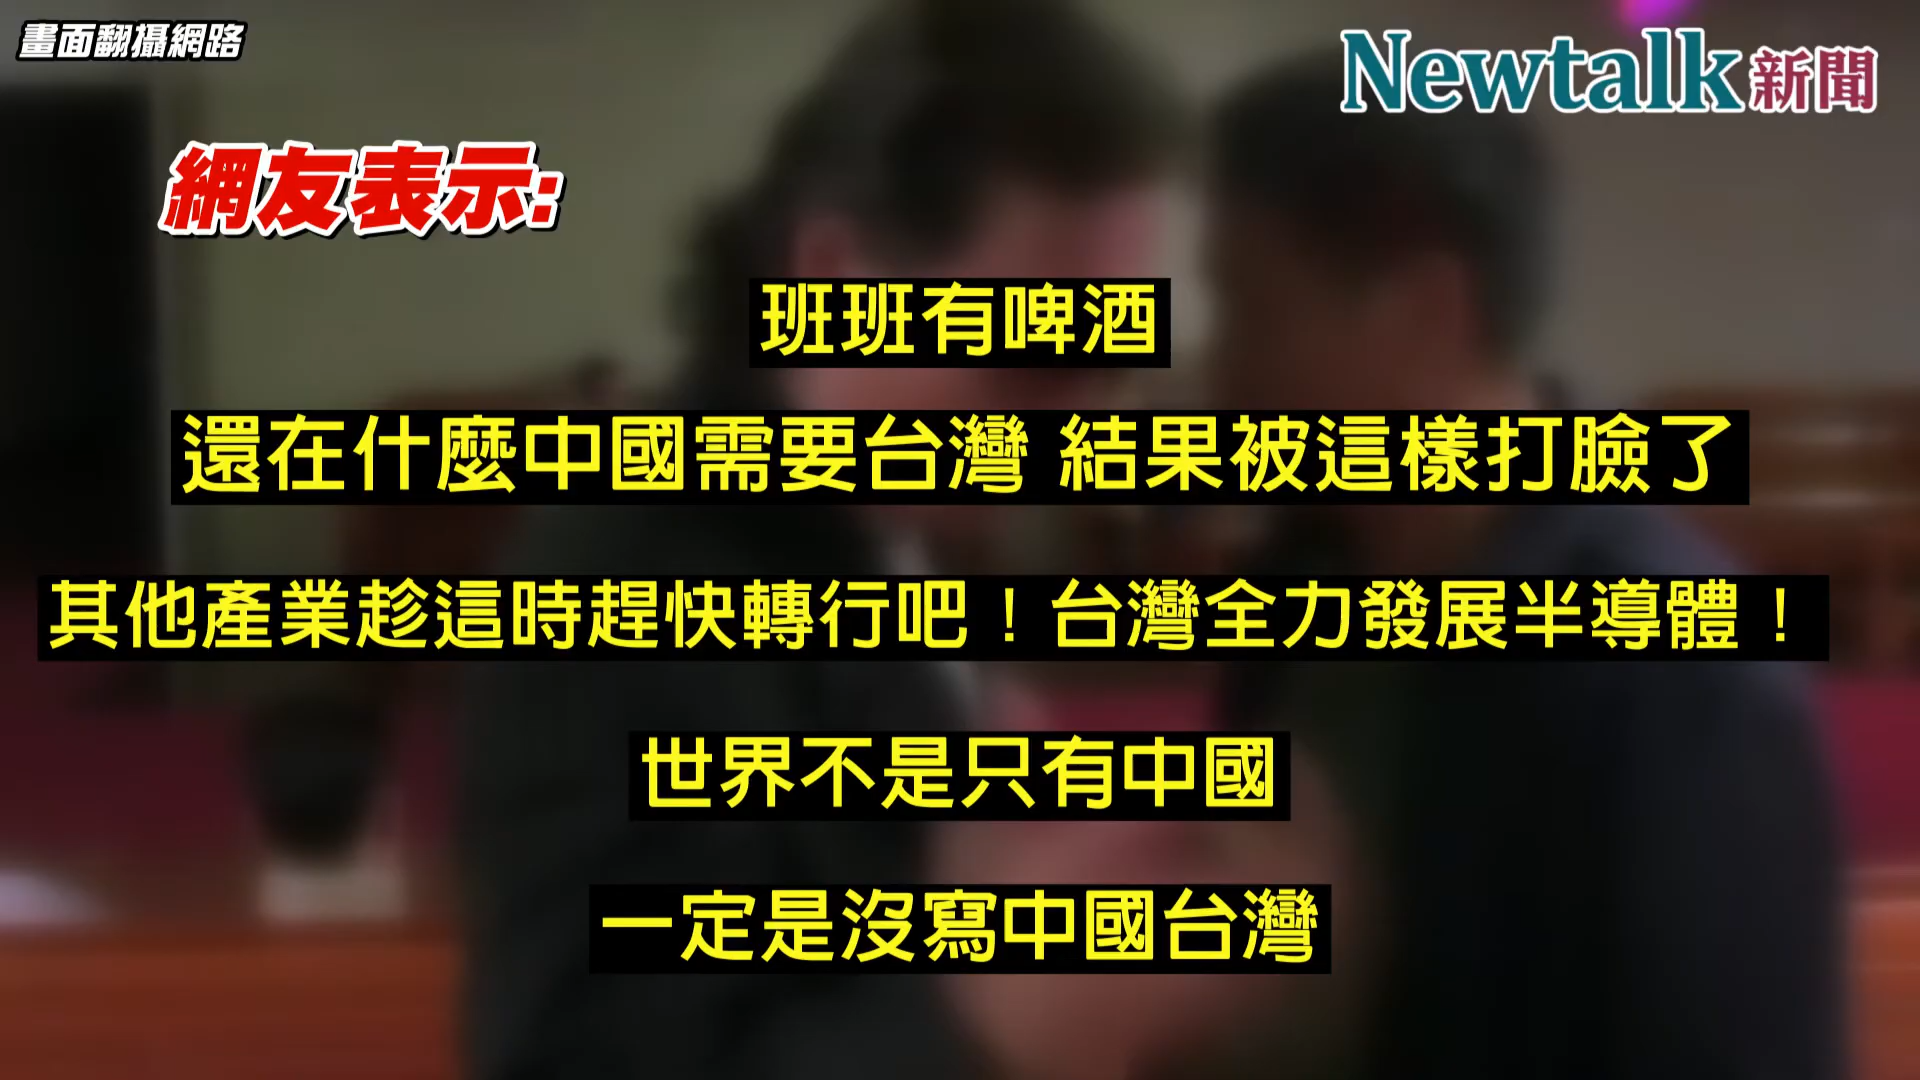 畫面翻攝網路
Newtalk新聞
網友表示:
班班有啤酒
還在什麼中國需要台灣 結果被這樣打臉了
其他產業趁這時趕快轉行吧！台灣全力發展半導體！
世界不是只有中國
一定是沒寫中國台灣